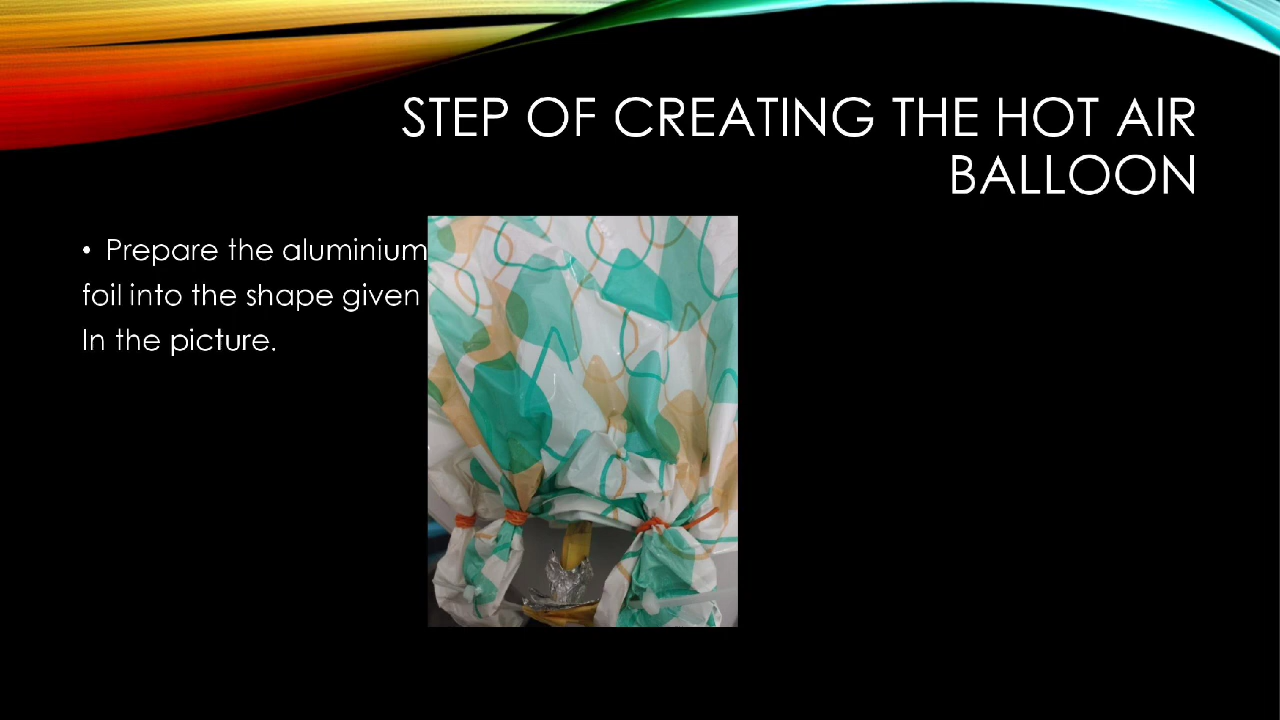 STEP OF CREATING THE HOT AIR
BALLOON
• Prepare the aluminium
foil into the shape given
In the picture.